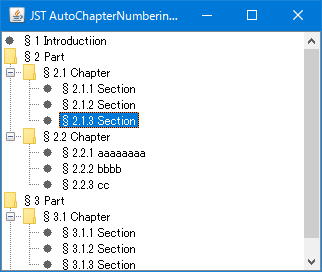 JST AutoChapterNumberin...
§ 1 Introductiion
§ 2 Part
§ 2.1 Chapter
§ 2.1.1 Section
§ 2.1.2 Section
§ 2.1.3 Section
§ 2.2 Chapter
§ 2.2.1 aaaaaaaa
§ 2.2.2 bbbb
§ 2.2.3 cc
§ 3 Part
§ 3.1 Chapter
§ 3.1.1 Section
§ 3.1.2 Section
§ 3.1.3 Section